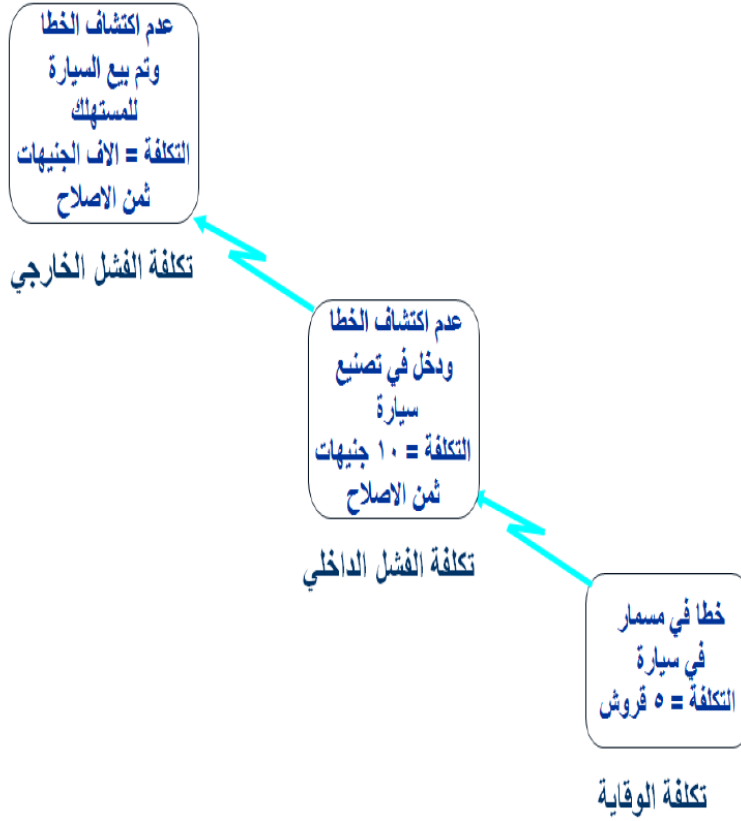 عدم اكتشاف الخطا
وتم بيع السيارة
للمستهلك
التكلفة = الاف الجنيهات
ثمن الاصلاح
تكلفة الفشل الخارجي
عدم اكتشاف الخطا
ودخل في تصنيع
سيارة
التكلفة = ١٠ جنيهات
ثمن الاصلاح
تكلفة الفشل الداخلي
خطا في مسمار
في سيارة
التكلفة = ٥ قروش
تكلفة الوقاية